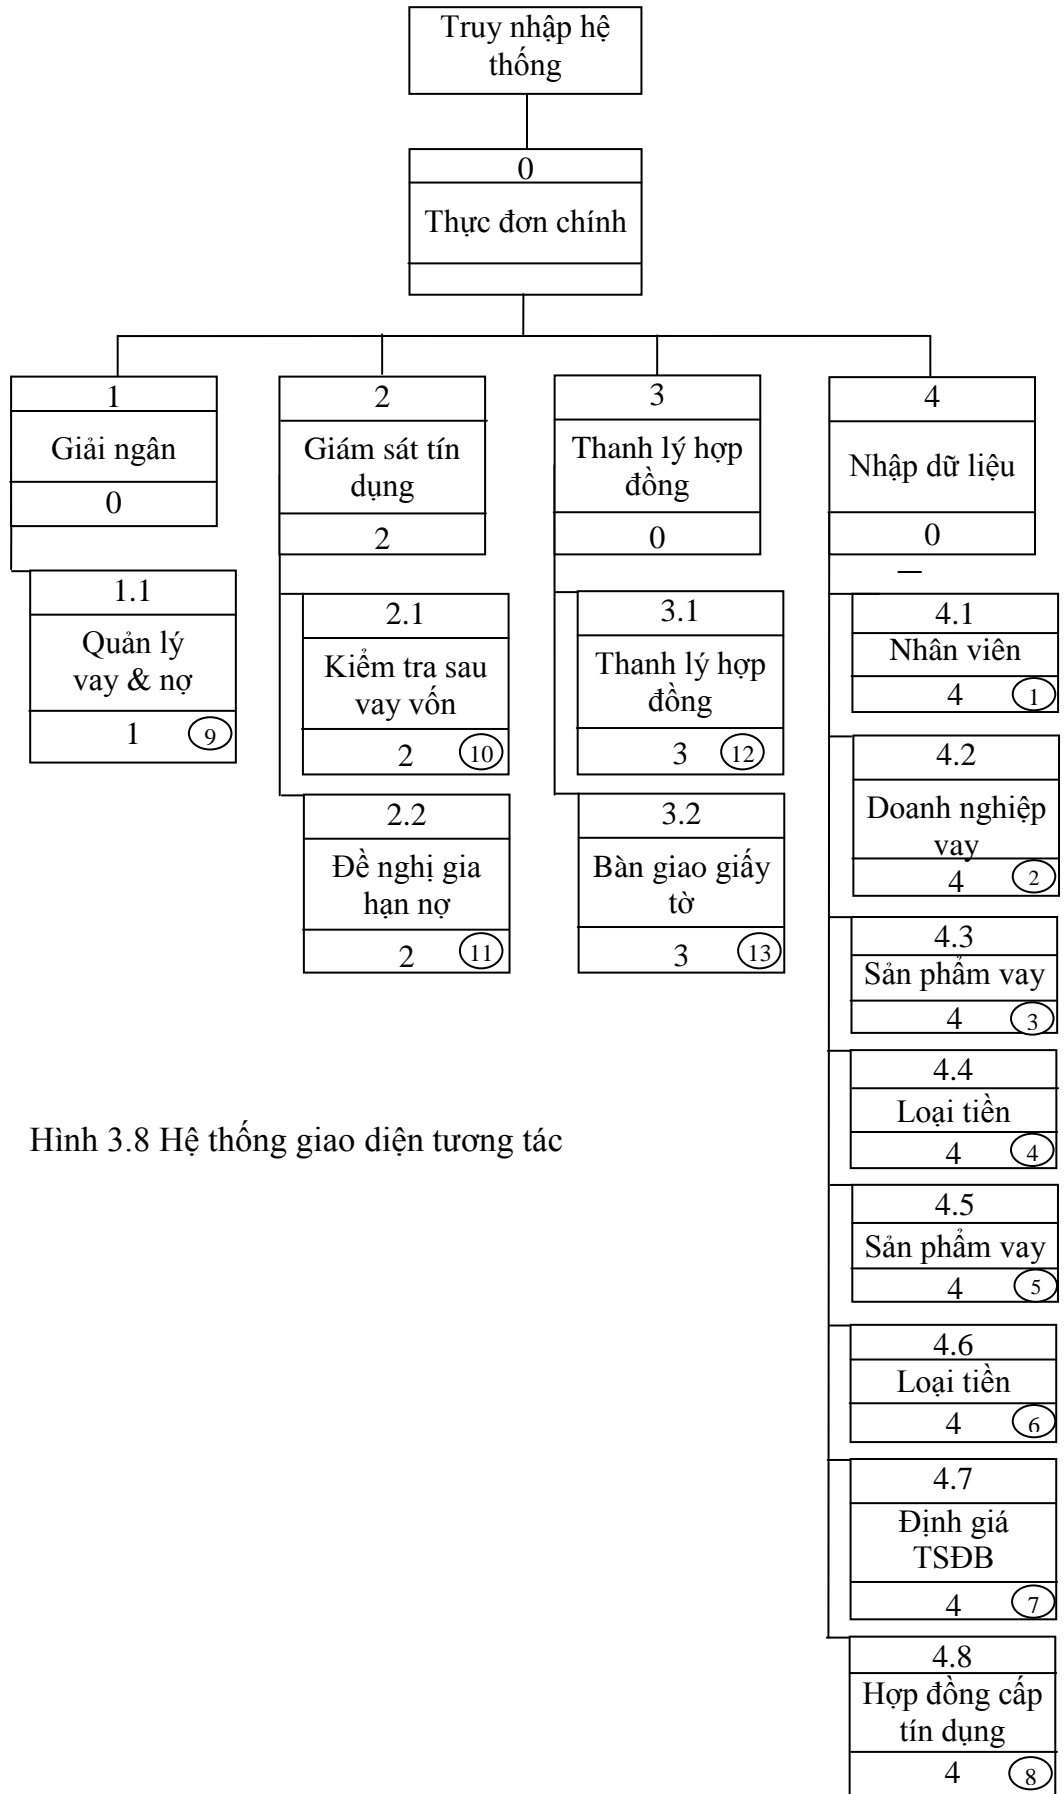 Truy nhập hệ
thống
0
Thực đơn chính
1
Giải ngân
0
1.1
Quản lý
vay & nợ
1 9
2
Giám sát tín
dụng
2
2.1
Kiểm tra sau
vay vốn
2 10
2.2
Đề nghị gia
hạn nợ
2 11
3
Thanh lý hợp
đồng
0
3.1
Thanh lý hợp
đồng
3 12
3.2
Bàn giao giấy
tờ
3 13
4
Nhập dữ liệu
0
4.1
Nhân viên
4 1
4.2
Doanh nghiệp
vay
4 2
4.3
Sản phẩm vay
4 3
4.4
Loại tiền
4 4
4.5
Sản phẩm vay
4 5
4.6
Loại tiền
4 6
4.7
Định giá
TSĐB
4 7
4.8
Hợp đồng cấp
tín dụng
4 8
Hình 3.8 Hệ thống giao diện tương tác